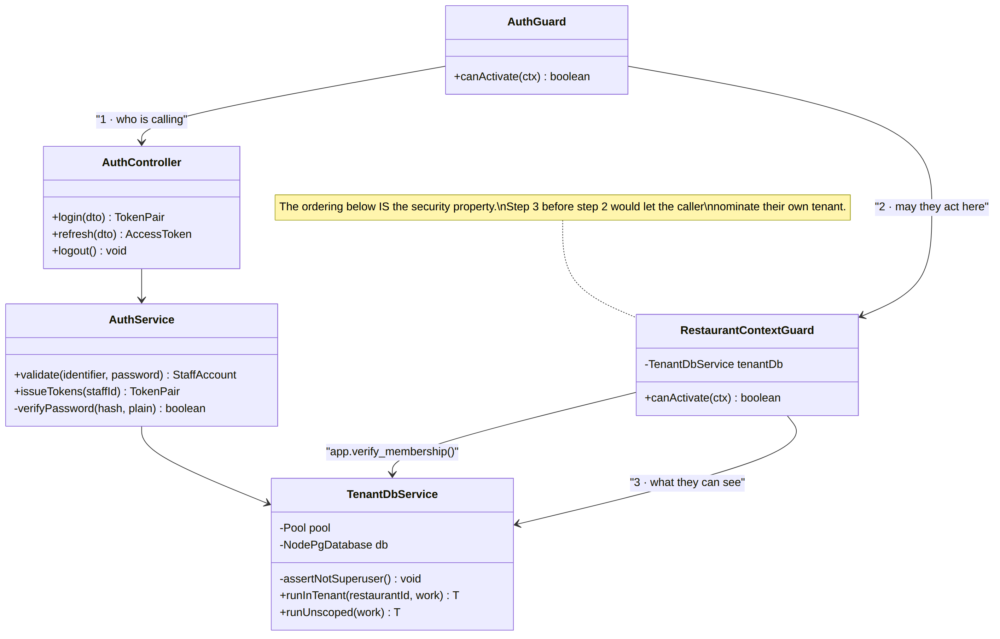 AuthGuard
+canActivate(ctx) : boolean
"1 · who is calling"
AuthController
+login(dto) : TokenPair
+refresh(dto) : AccessToken
+logout() : void
The ordering below IS the security property.\nStep 3 before step 2 would let the caller\nnominate their own tenant.
"2 · may they act here"
AuthService
+validate(identifier, password) : StaffAccount
+issueTokens(staffId) : TokenPair
-verifyPassword(hash, plain) : boolean
RestaurantContextGuard
-TenantDbService tenantDb
+canActivate(ctx) : boolean
"app.verify_membership()"
"3 · what they can see"
TenantDbService
-Pool pool
-NodePgDatabase db
-assertNotSuperuser() : void
+runInTenant(restaurantId, work) : T
+runUnscoped(work) : T